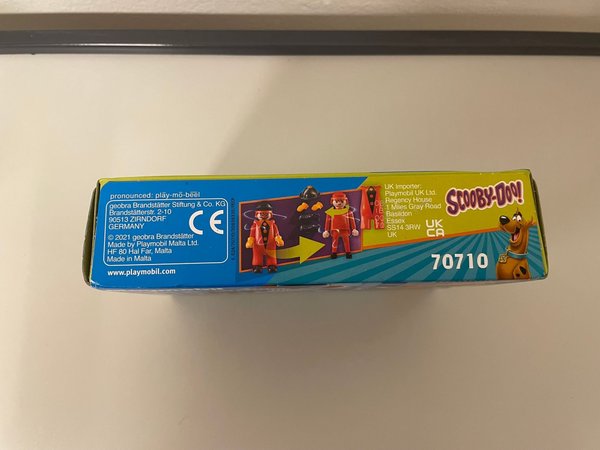 pronounced: pläy-mō-bēēl
geobra Brandstätter Stiftung & Co. KG
Brandstätterstr. 2-10
90513 ZIRNDORF
GERMANY
CE
© 2021 geobra Brandstätter
Made by Playmobil Malta Ltd.
HF 80 Hal Far, Malta
Made in Malta
www.playmobil.com
UK Importer:
Playmobil UK Ltd.
Regency House
1 Miles Gray Road
Basildon
Essex
SS14 3RW
UK
UK
CA
SCOOBY-DOO!
70710